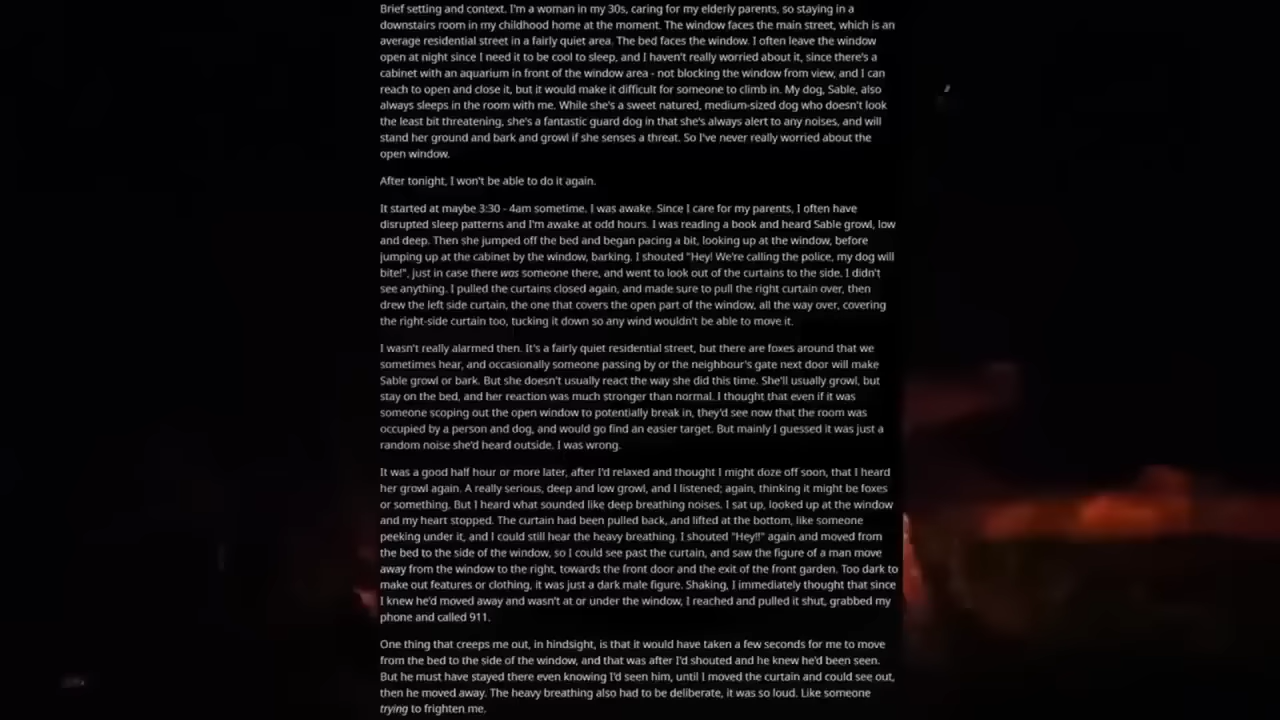 Brief setting and context. I'm a woman in my 30s, caring for my elderly parents, so staying in a
downstairs room in my childhood home at the moment. The window faces the main street, which is an
average residential street in a fairly quiet area. The bed faces the window. I often leave the window
open at night since I need it to be cool to sleep, and I haven't really worried about it, since there's a
cabinet with an aquarium in front of the window area - not blocking the window from view, and I can
reach to open and close it, but it would make it difficult for someone to climb in. My dog, Sable, also
always sleeps in the room with me. While she's a sweet natured, medium-sized dog who doesn't look
the least bit threatening, she's a fantastic guard dog in that she's always alert to any noises, and will
stand her ground and bark and growl if she senses a threat. So I've never really worried about the
open window.
After tonight, I won't be able to do it again.
It started at maybe 3:30 - 4am sometime. I was awake. Since I care for my parents, I often have
disrupted sleep patterns and I'm awake at odd hours. I was reading a book and heard Sable growl, low
and deep. Then she jumped off the bed and began pacing a bit, looking up at the window, before
jumping up at the cabinet by the window, barking. I shouted "Hey! We're calling the police, my dog will
bite!", just in case there was someone there, and went to look out of the curtains to the side. I didn't
see anything. I pulled the curtains closed again, and made sure to pull the right curtain over, then
drew the left side curtain, the one that covers the open part of the window, all the way over, covering
the right-side curtain too, tucking it down so any wind wouldn't be able to move it.
I wasn't really alarmed then. It's a fairly quiet residential street, but there are foxes around that we
sometimes hear, and occasionally someone passing by or the neighbour's gate next door will make
Sable growl or bark. But she doesn't usually react the way she did this time. She'll usually growl, but
stay on the bed, and her reaction was much stronger than normal. I thought that even if it was
someone scoping out the open window to potentially break in, they'd see now that the room was
occupied by a person and dog, and would go find an easier target. But mainly I guessed it was just a
random noise she'd heard outside. I was wrong.
It was a good half hour or more later, after I'd relaxed and thought I might doze off soon, that I heard
her growl again. A really serious, deep and low growl, and I listened; again, thinking it might be foxes
or something. But I heard what sounded like deep breathing noises. I sat up, looked up at the window
and my heart stopped. The curtain had been pulled back, and lifted at the bottom, like someone
peeking under it, and I could still hear the heavy breathing. I shouted "Hey!!" again and moved from
the bed to the side of the window, so I could see past the curtain, and saw the figure of a man move
away from the window to the right, towards the front door and the exit of the front garden. Too dark to
make out features or clothing, it was just a dark male figure. Shaking, I immediately thought that since
I knew he'd moved away and wasn't at or under the window, I reached and pulled it shut, grabbed my
phone and called 911.
One thing that creeps me out, in hindsight, is that it would have taken a few seconds for me to move
from the bed to the side of the window, and that was after I'd shouted and he knew he'd been seen.
But he must have stayed there even knowing I'd seen him, until I moved the curtain and could see out,
then he moved away. The heavy breathing also had to be deliberate, it was so loud. Like someone
trying to frighten me.